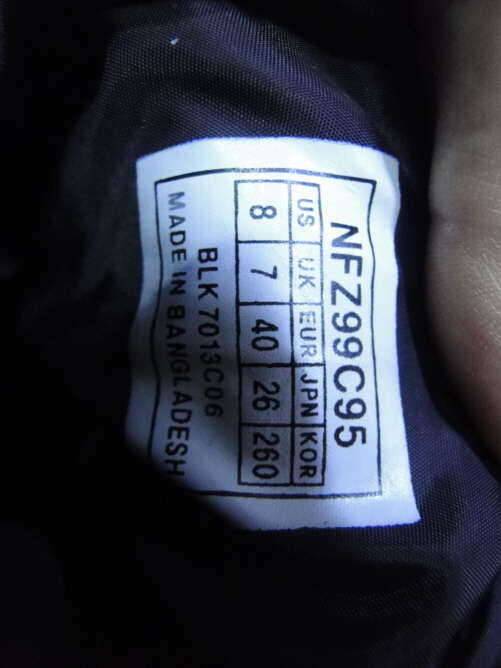 NFZ99C95
US UK EUR JPN KOR
8 7 40 26 260
BLK 7013C06
MADE IN BANGLADESH